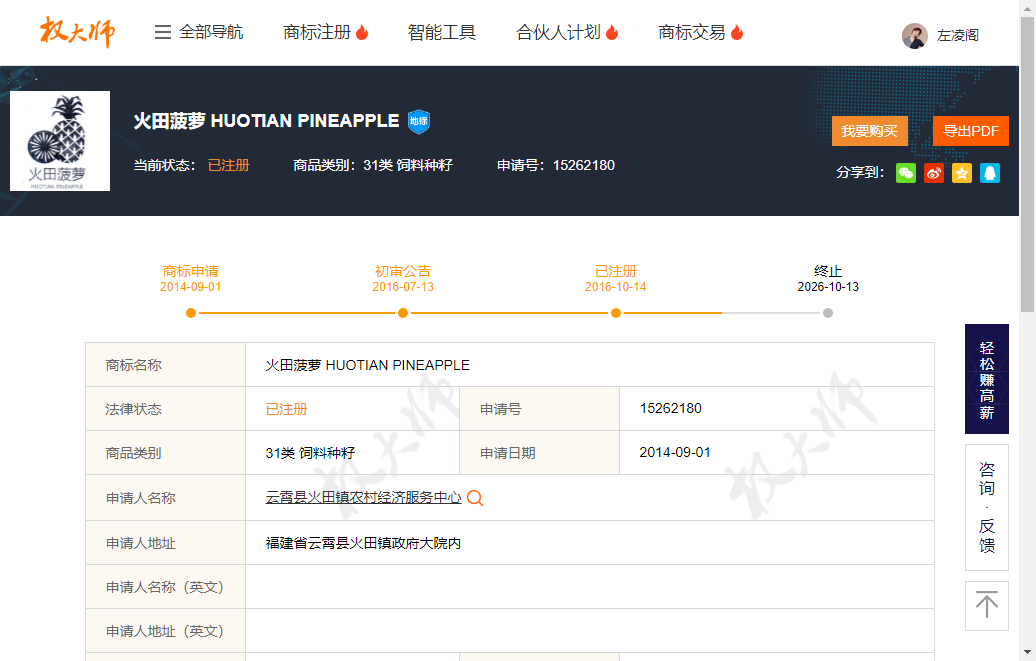 权大师
全部导航
商标注册
智能工具
合伙人计划
商标交易
左凌阁
火田菠萝
HUOTIAN PINEAPPLE
火田菠萝 HUOTIAN PINEAPPLE
地标
当前状态： 已注册
商品类别：31类 饲料种籽
申请号：15262180
我要购买
导出PDF
分享到：
商标申请
2014-09-01
初审公告
2016-07-13
已注册
2016-10-14
终止
2026-10-13
商标名称 火田菠萝 HUOTIAN PINEAPPLE
法律状态 已注册 申请号 15262180
商品类别 31类 饲料种籽 申请日期 2014-09-01
申请人名称 云霄县火田镇农村经济服务中心
申请人地址 福建省云霄县火田镇政府大院内
申请人名称（英文）
申请人地址（英文）
权大师
权大师
轻松赚高薪
咨询·反馈